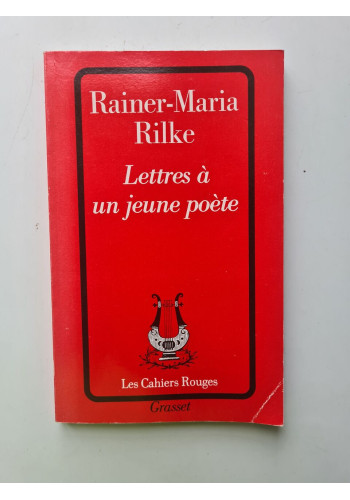 Rainer-Maria
Rilke
Lettres à
un jeune poète
Les Cahiers Rouges
Grasset